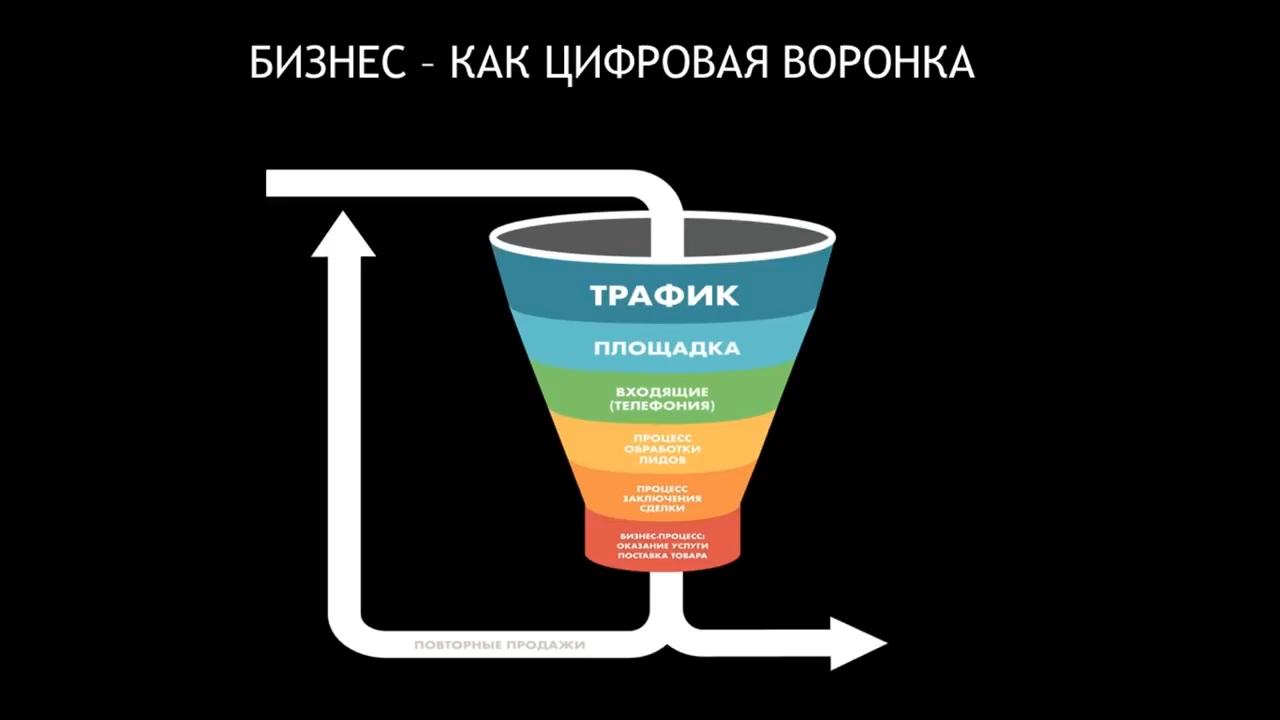 БИЗНЕС – КАК ЦИФРОВАЯ ВОРОНКА
ТРАФИК
ПЛОЩАДКА
ВХОДЯЩИЕ
(ТЕЛЕФОНИЯ)
ПРОЦЕСС
ОБРАБОТКИ
ЛИДОВ
ПРОЦЕСС
ЗАКЛЮЧЕНИЯ
СДЕЛКИ
БИЗНЕС-ПРОЦЕСС:
ОКАЗАНИЕ УСЛУГИ
ПОСТАВКА ТОВАРА
ПОВТОРНЫЕ ПРОДАЖИ